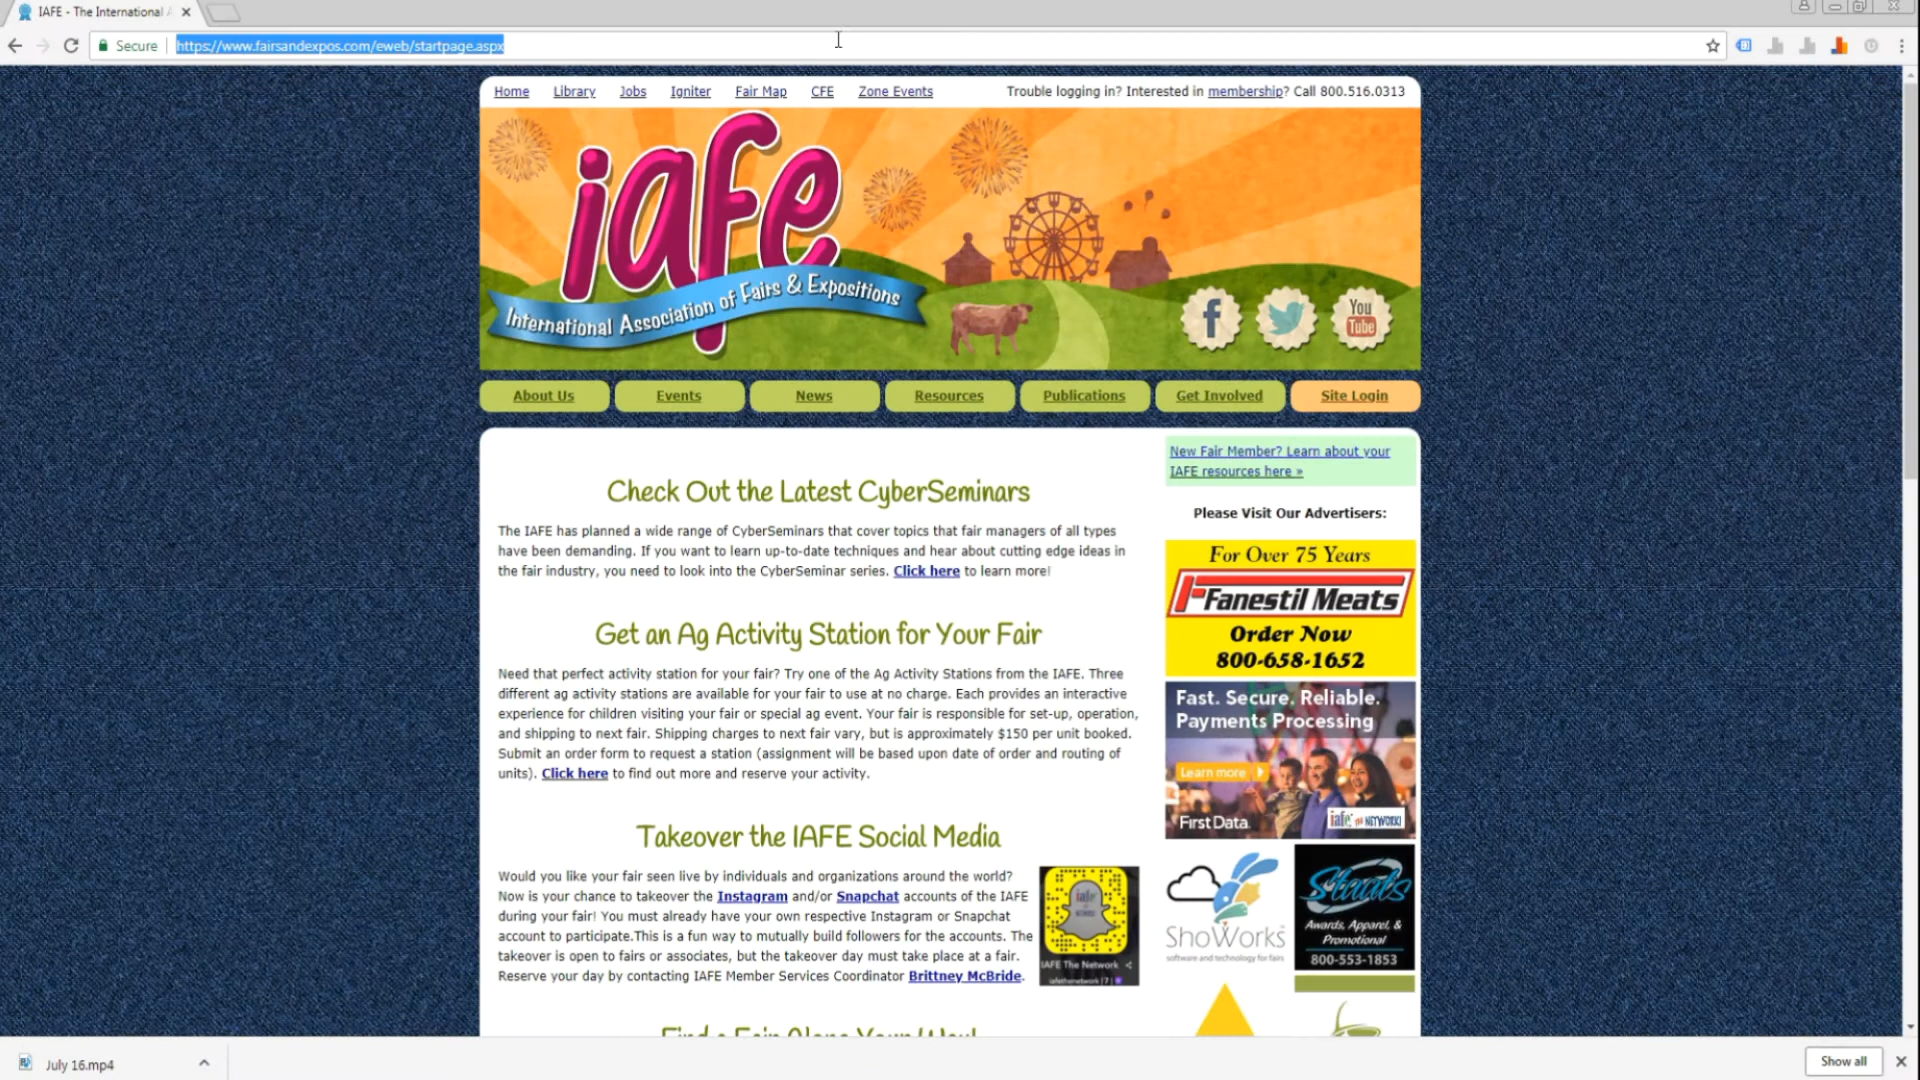 IAFE - The International A
Secure
https://www.fairsandexpos.com/eweb/startpage.aspx
Home Library Jobs Igniter Fair Map CFE Zone Events Trouble logging in? Interested in membership? Call 800.516.0313
iafe
International Association of Fairs & Expositions
You
Tube
About Us Events News Resources Publications Get Involved Site Login
New Fair Member? Learn about your
IAFE resources here »
Please Visit Our Advertisers:
Check Out the Latest CyberSeminars
The IAFE has planned a wide range of CyberSeminars that cover topics that fair managers of all types
have been demanding. If you want to learn up-to-date techniques and hear about cutting edge ideas in
the fair industry, you need to look into the CyberSeminar series. Click here to learn more!
Get an Ag Activity Station for Your Fair
Need that perfect activity station for your fair? Try one of the Ag Activity Stations from the IAFE. Three
different ag activity stations are available for your fair to use at no charge. Each provides an interactive
experience for children visiting your fair or special ag event. Your fair is responsible for set-up, operation,
and shipping to next fair. Shipping charges to next fair vary, but is approximately $150 per unit booked.
Submit an order form to request a station (assignment will be based upon date of order and routing of
units). Click here to find out more and reserve your activity.
Takeover the IAFE Social Media
Would you like your fair seen live by individuals and organizations around the world?
Now is your chance to takeover the Instagram and/or Snapchat accounts of the IAFE
during your fair! You must already have your own respective Instagram or Snapchat
account to participate.This is a fun way to mutually build followers for the accounts. The
takeover is open to fairs or associates, but the takeover day must take place at a fair.
Reserve your day by contacting IAFE Member Services Coordinator Brittney McBride.
IAFE The Network
iafethenetwork | 7 |
Find a Fair Along Your Way!
For Over 75 Years
Fanestil Meats
Order Now
800-658-1652
Fast. Secure. Reliable.
Payments Processing
Learn more
First Data.
iafe THE NETWORK!
ShoWorks
software and technology for fairs
Staats
Awards, Apparel, &
Promotional
800-553-1853
July 16.mp4
Show all